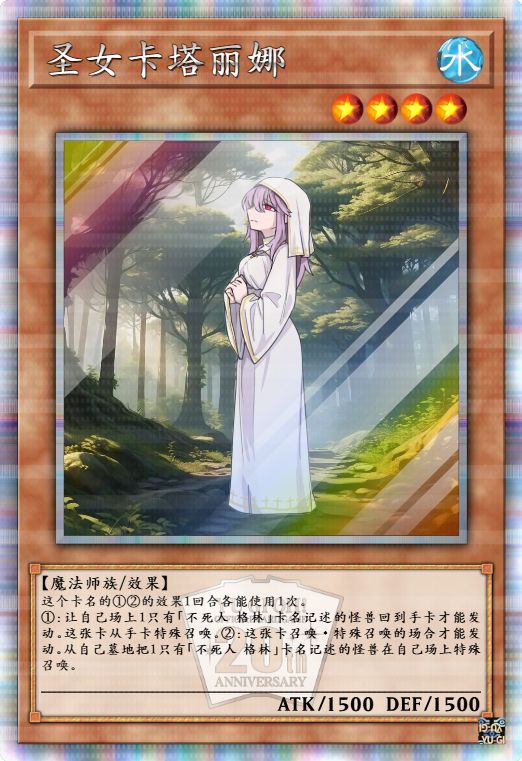 圣女卡塔丽娜
水
【魔法师族/效果】
这个卡名的①②的效果1回合各能使用1次。
①:让自己场上1只有「不死人 格林」卡名记述的怪兽回到手卡才能发
动。这张卡从手卡特殊召唤。②:这张卡召唤·特殊召唤的场合才能发
动。从自己墓地把1只有「不死人 格林」卡名记述的怪兽在自己场上特殊
召唤。
20th
ANNIVERSARY
ATK/1500 DEF/1500